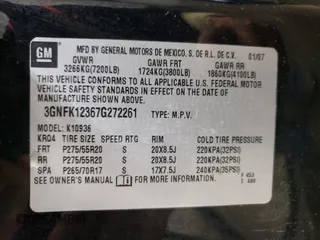 GM
MFD BY GENERAL MOTORS DE MEXICO, S. DE R.L. DE C.V. 01/07
GVWR GAWR FRT GAWR RR
3266KG(7200LB) 1724KG(3800LB) 1860KG(4100LB)
THIS VEHICLE CONFORMS TO ALL APPLICABLE U.S. FEDERAL MOTOR
VEHICLE SAFETY STANDARDS IN EFFECT ON THE DATE OF
MANUFACTURE SHOWN ABOVE.
3GNFK12367G272261 TYPE: M.P.V.
MODEL: K10936
KRQ4 TIRE SIZE SPEED RTG RIM COLD TIRE PRESSURE
FRT P275/55R20 S 20X8.5J 220KPA(32PSI)
RR P275/55R20 S 20X8.5J 220KPA(32PSI)
SPA P265/70R17 S 17X7.5J 240KPA(35PSI)
SEE OWNER'S MANUAL FOR ADDITIONAL INFORMATION.